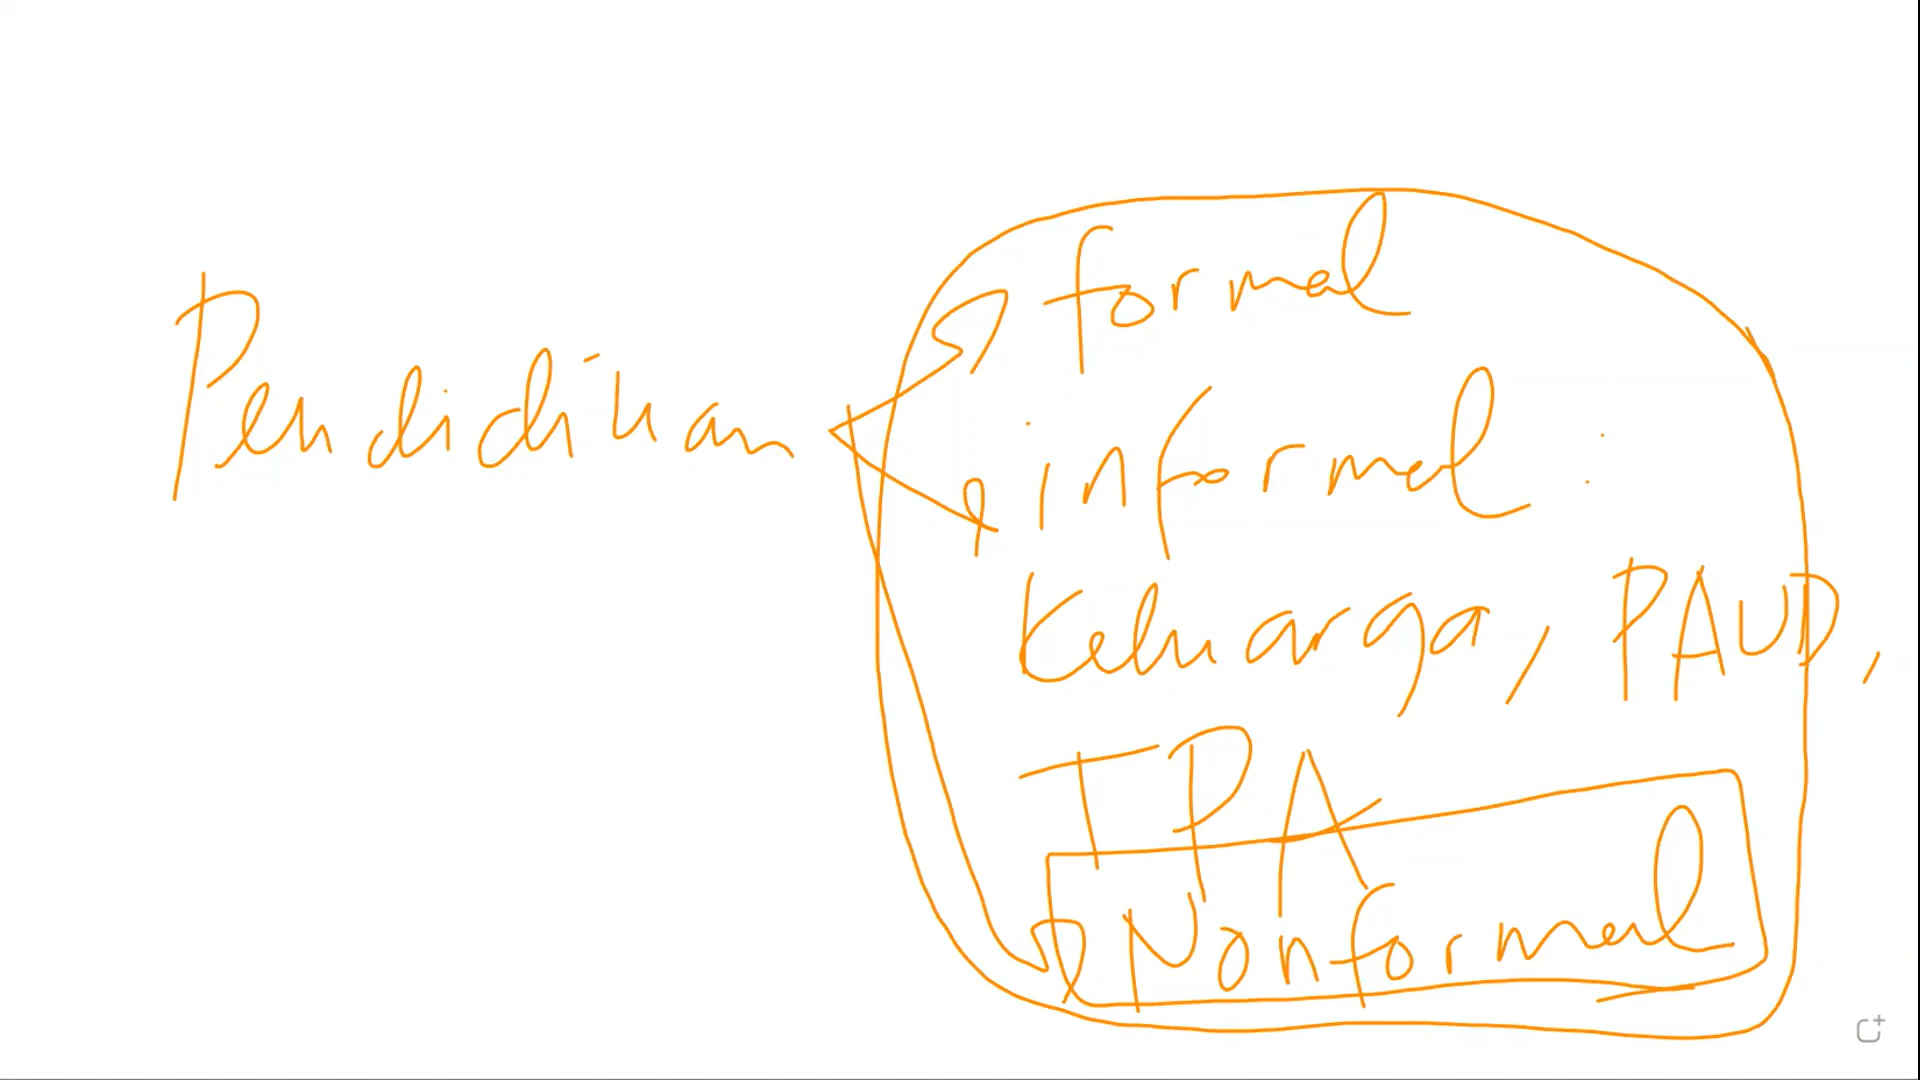 Pendidikan
formal
informal :
Keluarga, PAUD,
TPA
Nonformal